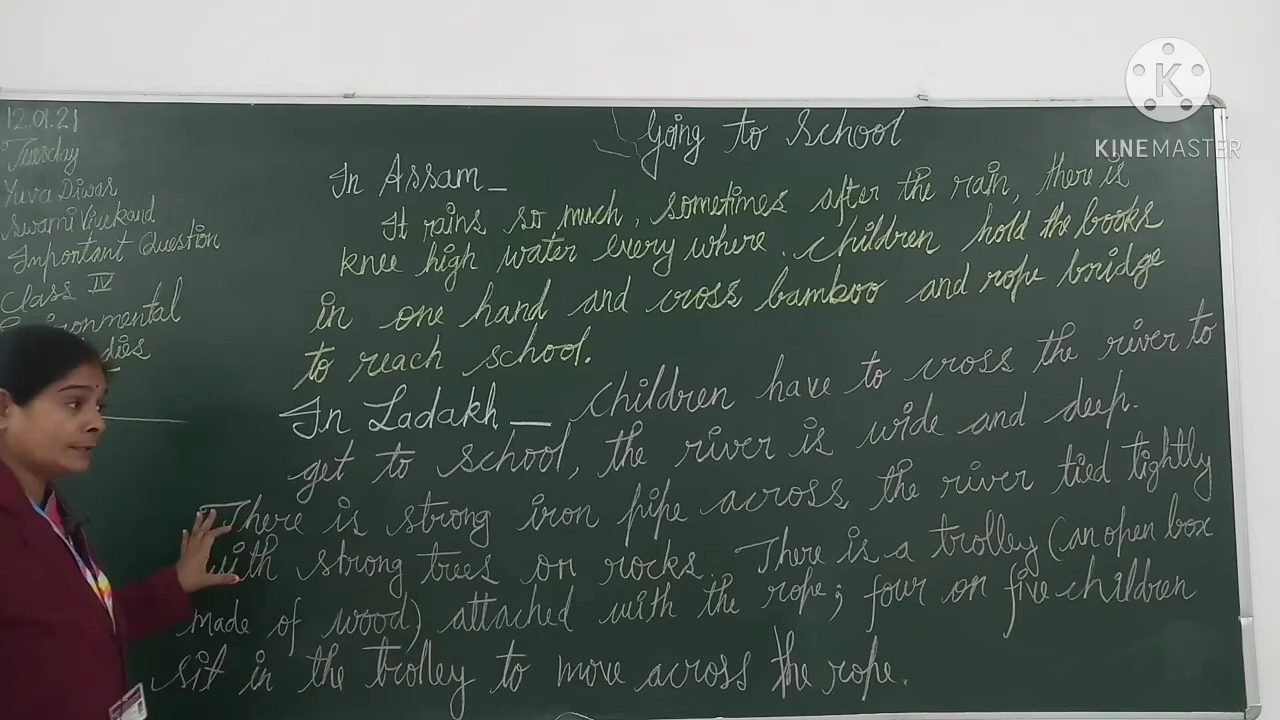 12.01.21
Tuesday
Yuva Diwas
Swami Vivekand
Important Question
Class IV
Environmental
dies
Going to School
In Assam_
It rains so much, sometimes after the rain, there is
knee high water every where. Children hold the books
in one hand and cross bamboo and rope bridge
to reach school.
In Ladakh _ Children have to cross the river to
get to school, the river is wide and deep.
There is strong iron pipe across the river tied tightly
with strong trees or rocks. There is a trolley (an open box
made of wood) attached with the rope; four or five children
sit in the trolley to move across the rope.
K
KINEMASTER